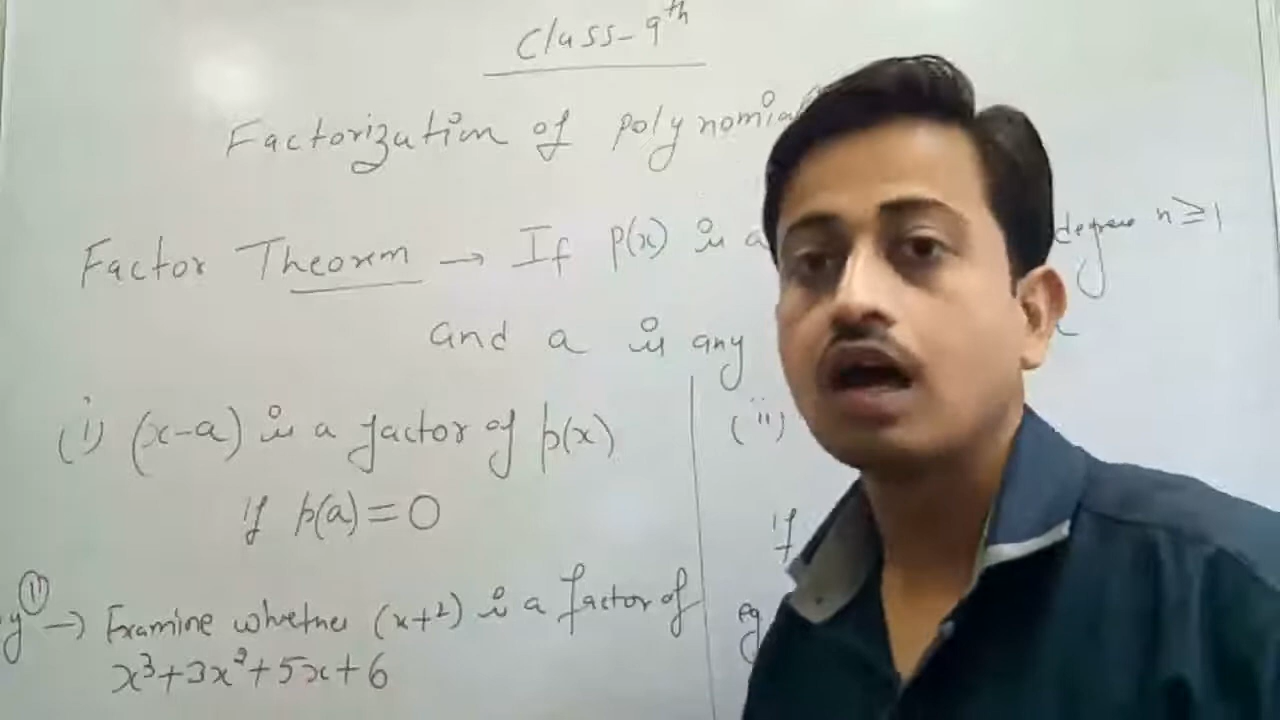 Class-9th
Factorization of polynomia
Factor Theorem → If p(x) is a degree n≥1
and a is any
(i) (x-a) is a factor of p(x)
if p(a)=0
(ii)
if
(1)
→ Examine whether (x+2) is a factor of
eg
x³+3x²+5x+6